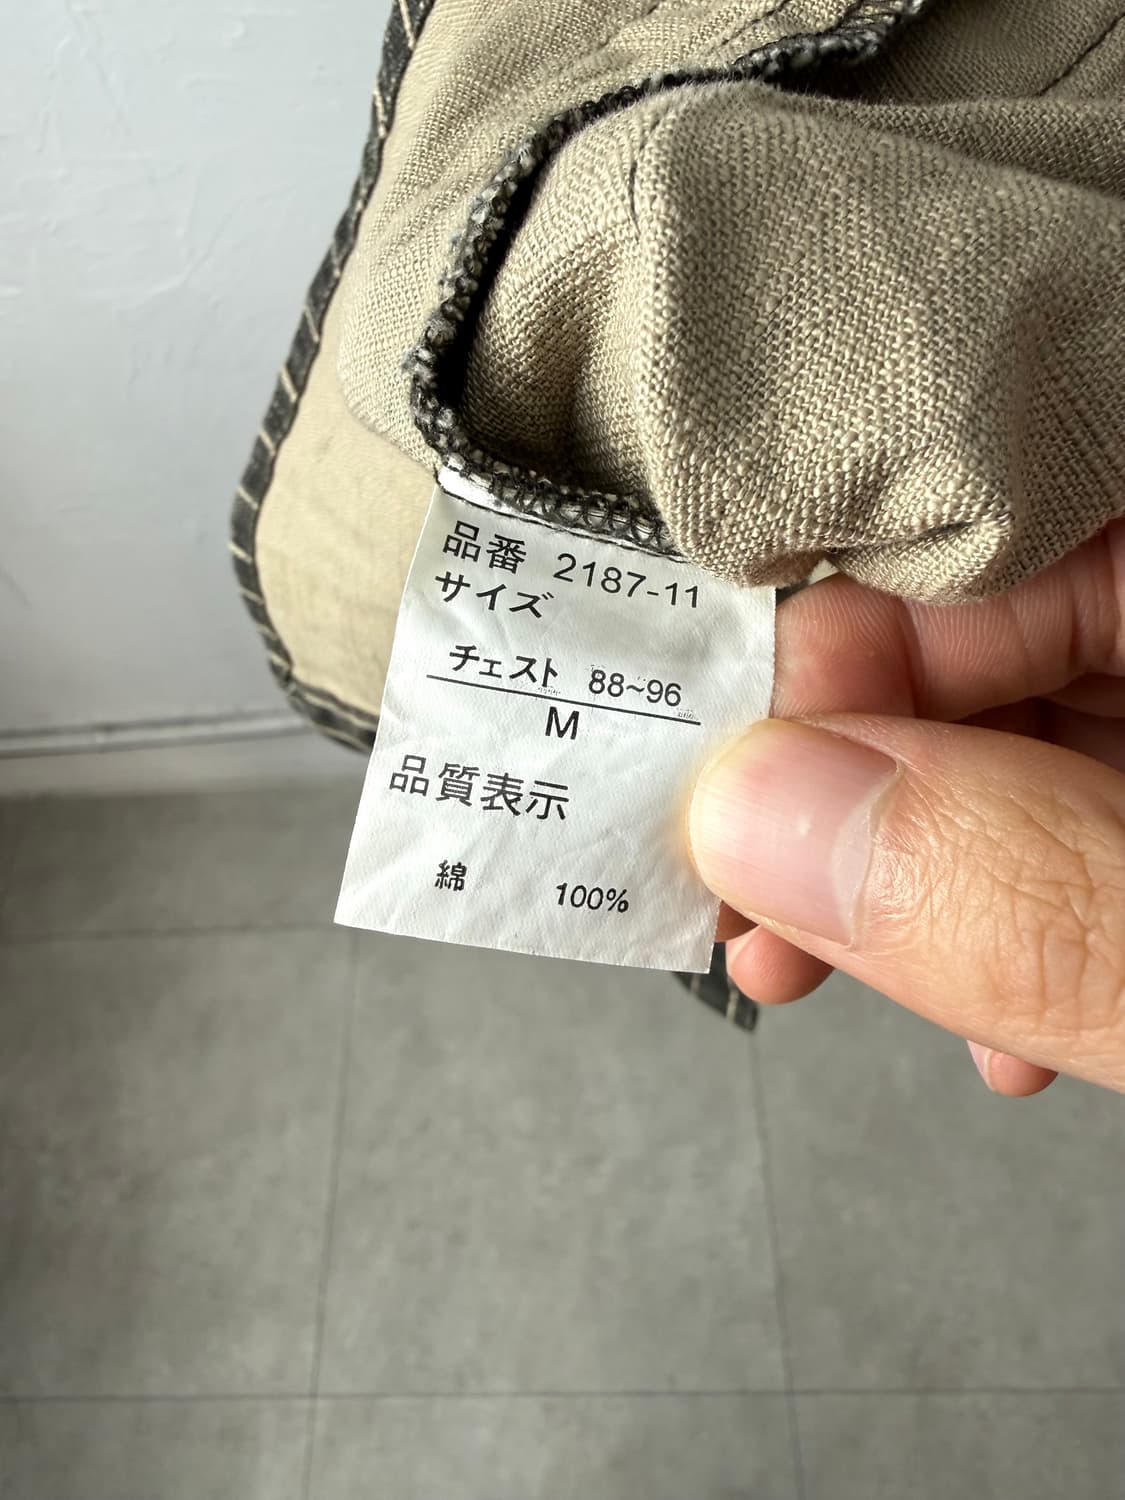 品番 2187-11
サイズ
チェスト 88~96
M
品質表示
綿 100%